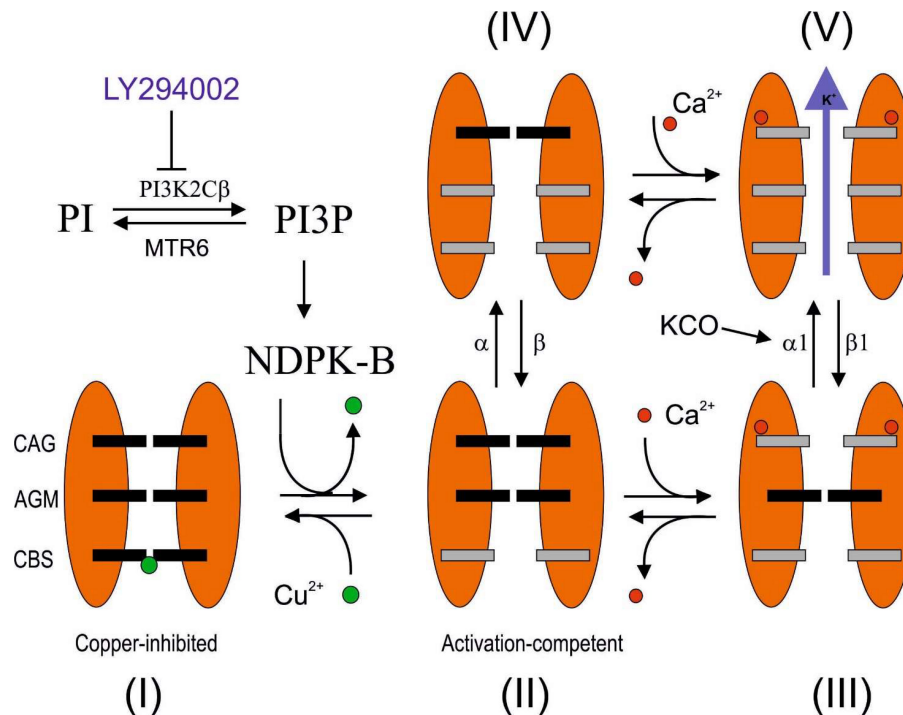 (IV)
(V)
LY294002
K⁺
Ca²⁺
PI3K2Cβ
PI
PI3P
MTR6
KCO
α
β
α1
β1
NDPK-B
Ca²⁺
CAG
AGM
CBS
Cu²⁺
Copper-inhibited
Activation-competent
(I)
(II)
(III)